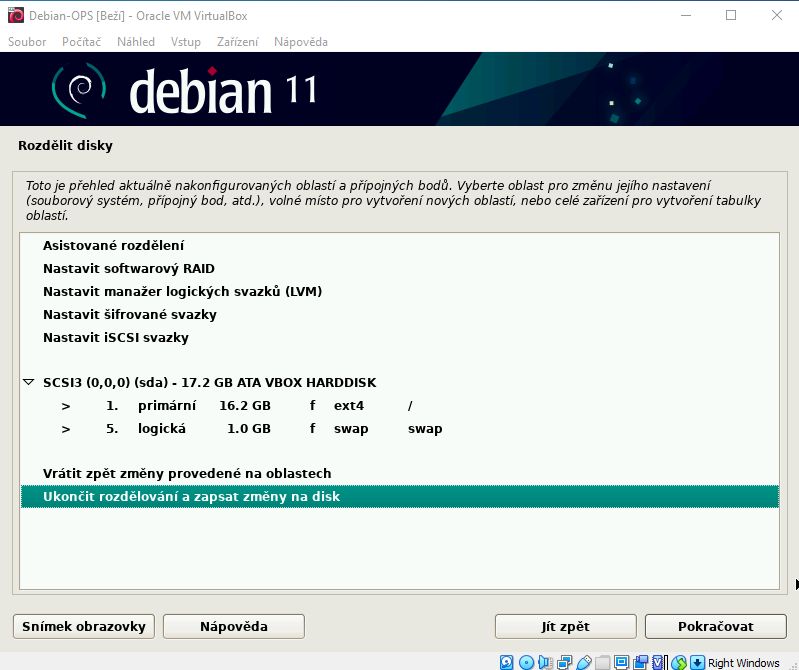 Debian-OPS [Beží] - Oracle VM VirtualBox
Soubor Počítač Náhled Vstup Zařízení Nápověda
debian 11
Rozdělit disky
Toto je přehled aktuálně nakonfigurovaných oblastí a přípojných bodů. Vyberte oblast pro změnu jejího nastavení
(souborový systém, přípojný bod, atd.), volné místo pro vytvoření nových oblastí, nebo celé zařízení pro vytvoření tabulky
oblastí.
Asistované rozdělení
Nastavit softwarový RAID
Nastavit manažer logických svazků (LVM)
Nastavit šifrované svazky
Nastavit iSCSI svazky
SCSI3 (0,0,0) (sda) - 17.2 GB ATA VBOX HARDDISK
> 1. primární 16.2 GB f ext4 /
> 5. logická 1.0 GB f swap swap
Vrátit zpět změny provedené na oblastech
Ukončit rozdělování a zapsat změny na disk
Snímek obrazovky Nápověda Jít zpět Pokračovat
Right Windows